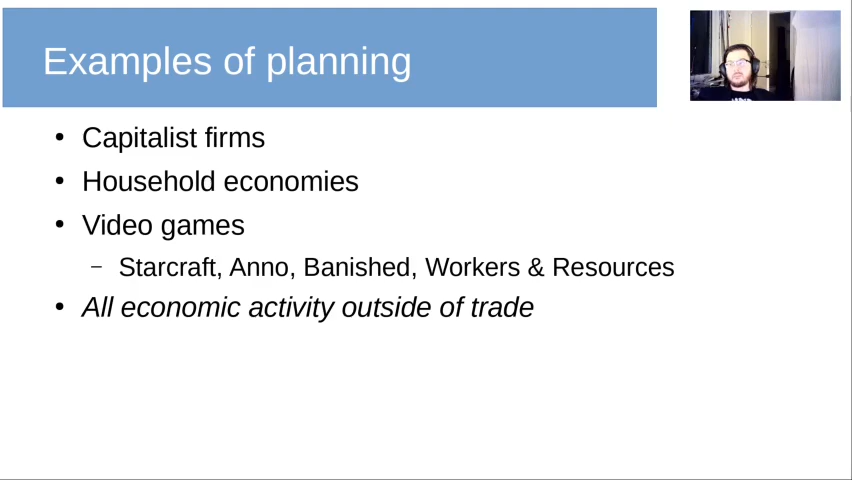 Examples of planning
• Capitalist firms
• Household economies
• Video games
– Starcraft, Anno, Banished, Workers & Resources
• All economic activity outside of trade